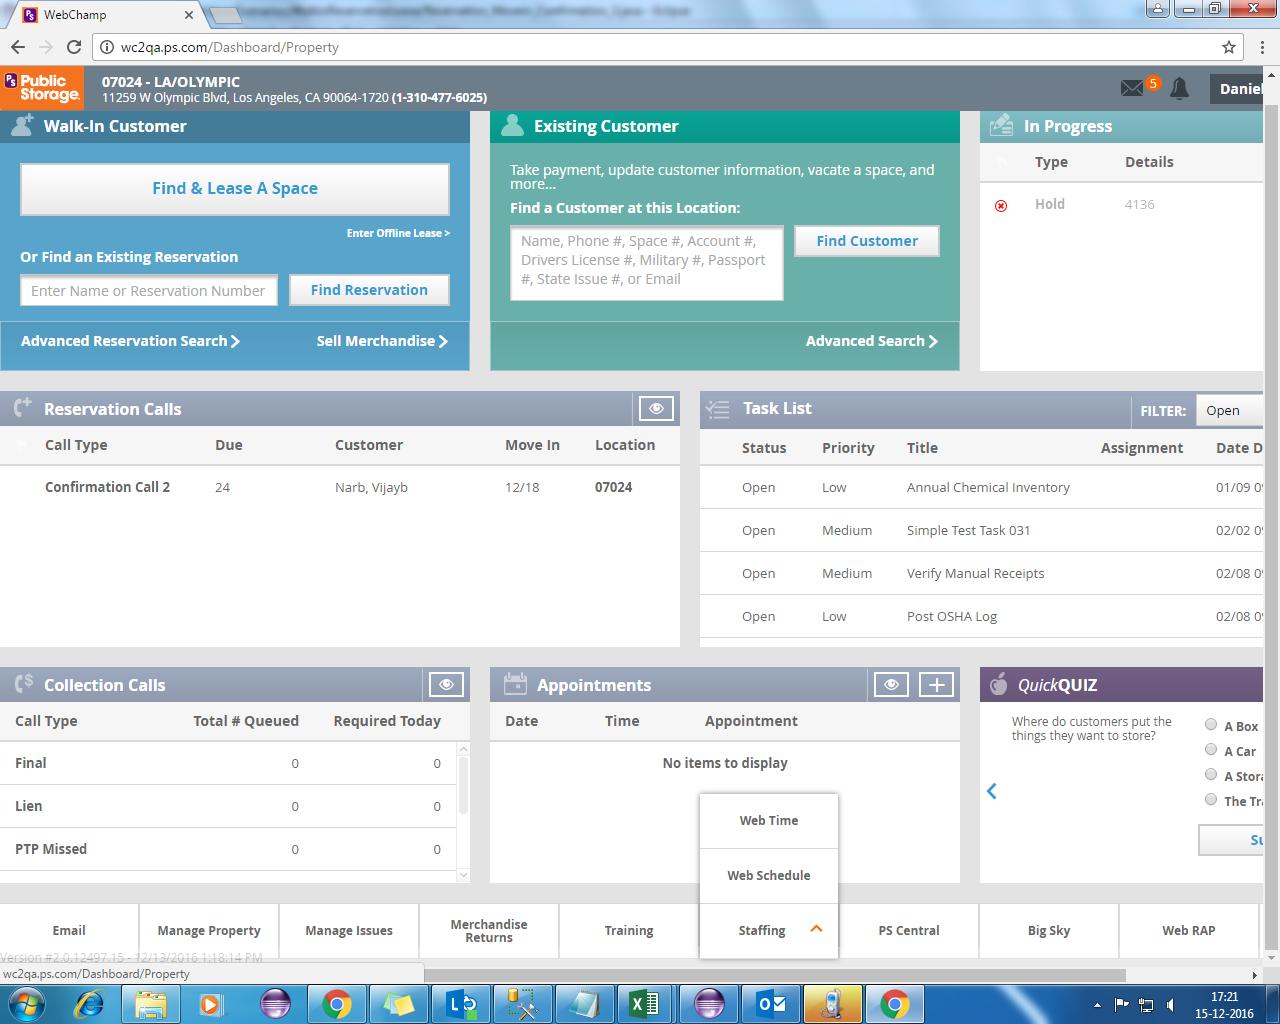 WebChamp
wc2qa.ps.com/Dashboard/Property
PS Public Storage
07024 - LA/OLYMPIC
11259 W Olympic Blvd, Los Angeles, CA 90064-1720 (1-310-477-6025)
5
Daniel
Walk-In Customer
Find & Lease A Space
Enter Offline Lease >
Or Find an Existing Reservation
Enter Name or Reservation Number
Find Reservation
Advanced Reservation Search
Sell Merchandise
Existing Customer
Take payment, update customer information, vacate a space, and
more...
Find a Customer at this Location:
Name, Phone #, Space #, Account #,
Drivers License #, Military #, Passport
#, State Issue #, or Email
Find Customer
Advanced Search
In Progress
Type Details
Hold 4136
Reservation Calls
Call Type Due Customer Move In Location
Confirmation Call 2 24 Narb, Vijayb 12/18 07024
Task List
FILTER: Open
Status Priority Title Assignment Date D
Open Low Annual Chemical Inventory 01/09 09
Open Medium Simple Test Task 031 02/02 09
Open Medium Verify Manual Receipts 02/08 09
Open Low Post OSHA Log 02/08 09
Collection Calls
Call Type Total # Queued Required Today
Final 0 0
Lien 0 0
PTP Missed 0 0
Appointments
Date Time Appointment
No items to display
QuickQUIZ
Where do customers put the
things they want to store?
A Box
A Car
A Stora
The Tra
Su
Web Time
Web Schedule
Email
Manage Property
Manage Issues
Merchandise
Returns
Training
Staffing
PS Central
Big Sky
Web RAP
Version #2.0.12497.15 - 12/13/2016 1:18:14 PM
wc2qa.ps.com/Dashboard/Property
17:21
15-12-2016